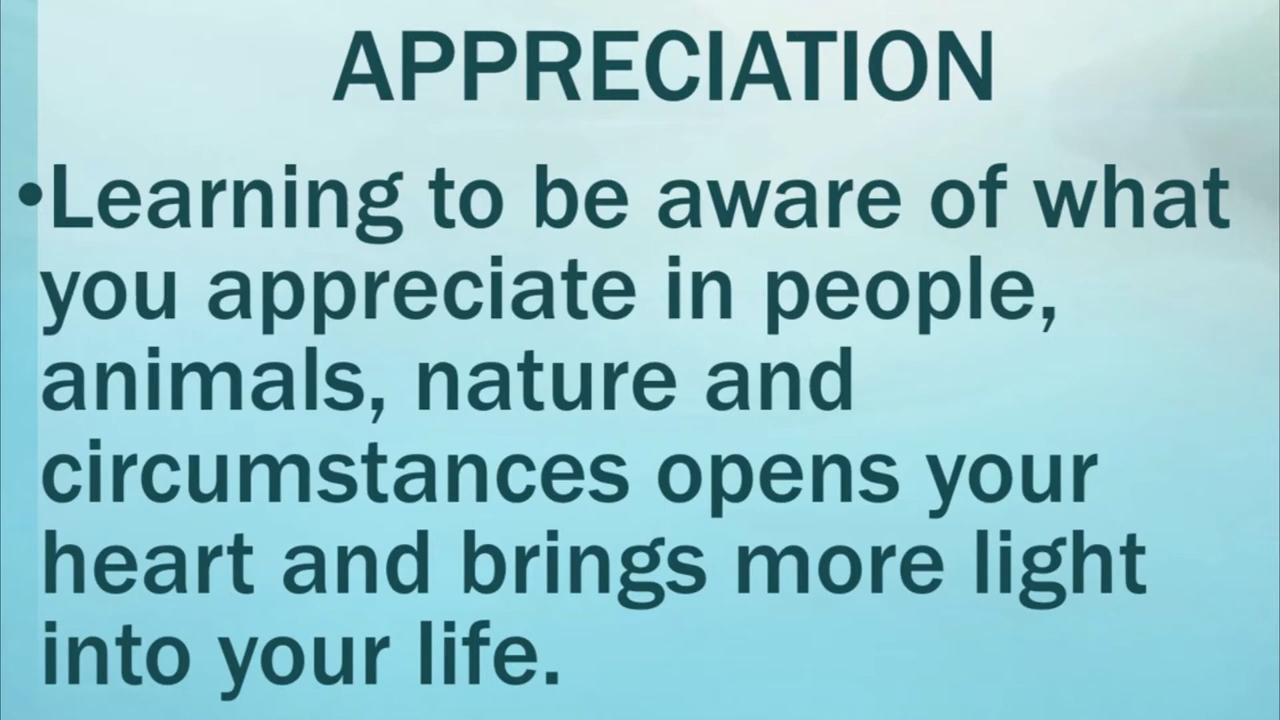 APPRECIATION
•Learning to be aware of what
you appreciate in people,
animals, nature and
circumstances opens your
heart and brings more light
into your life.